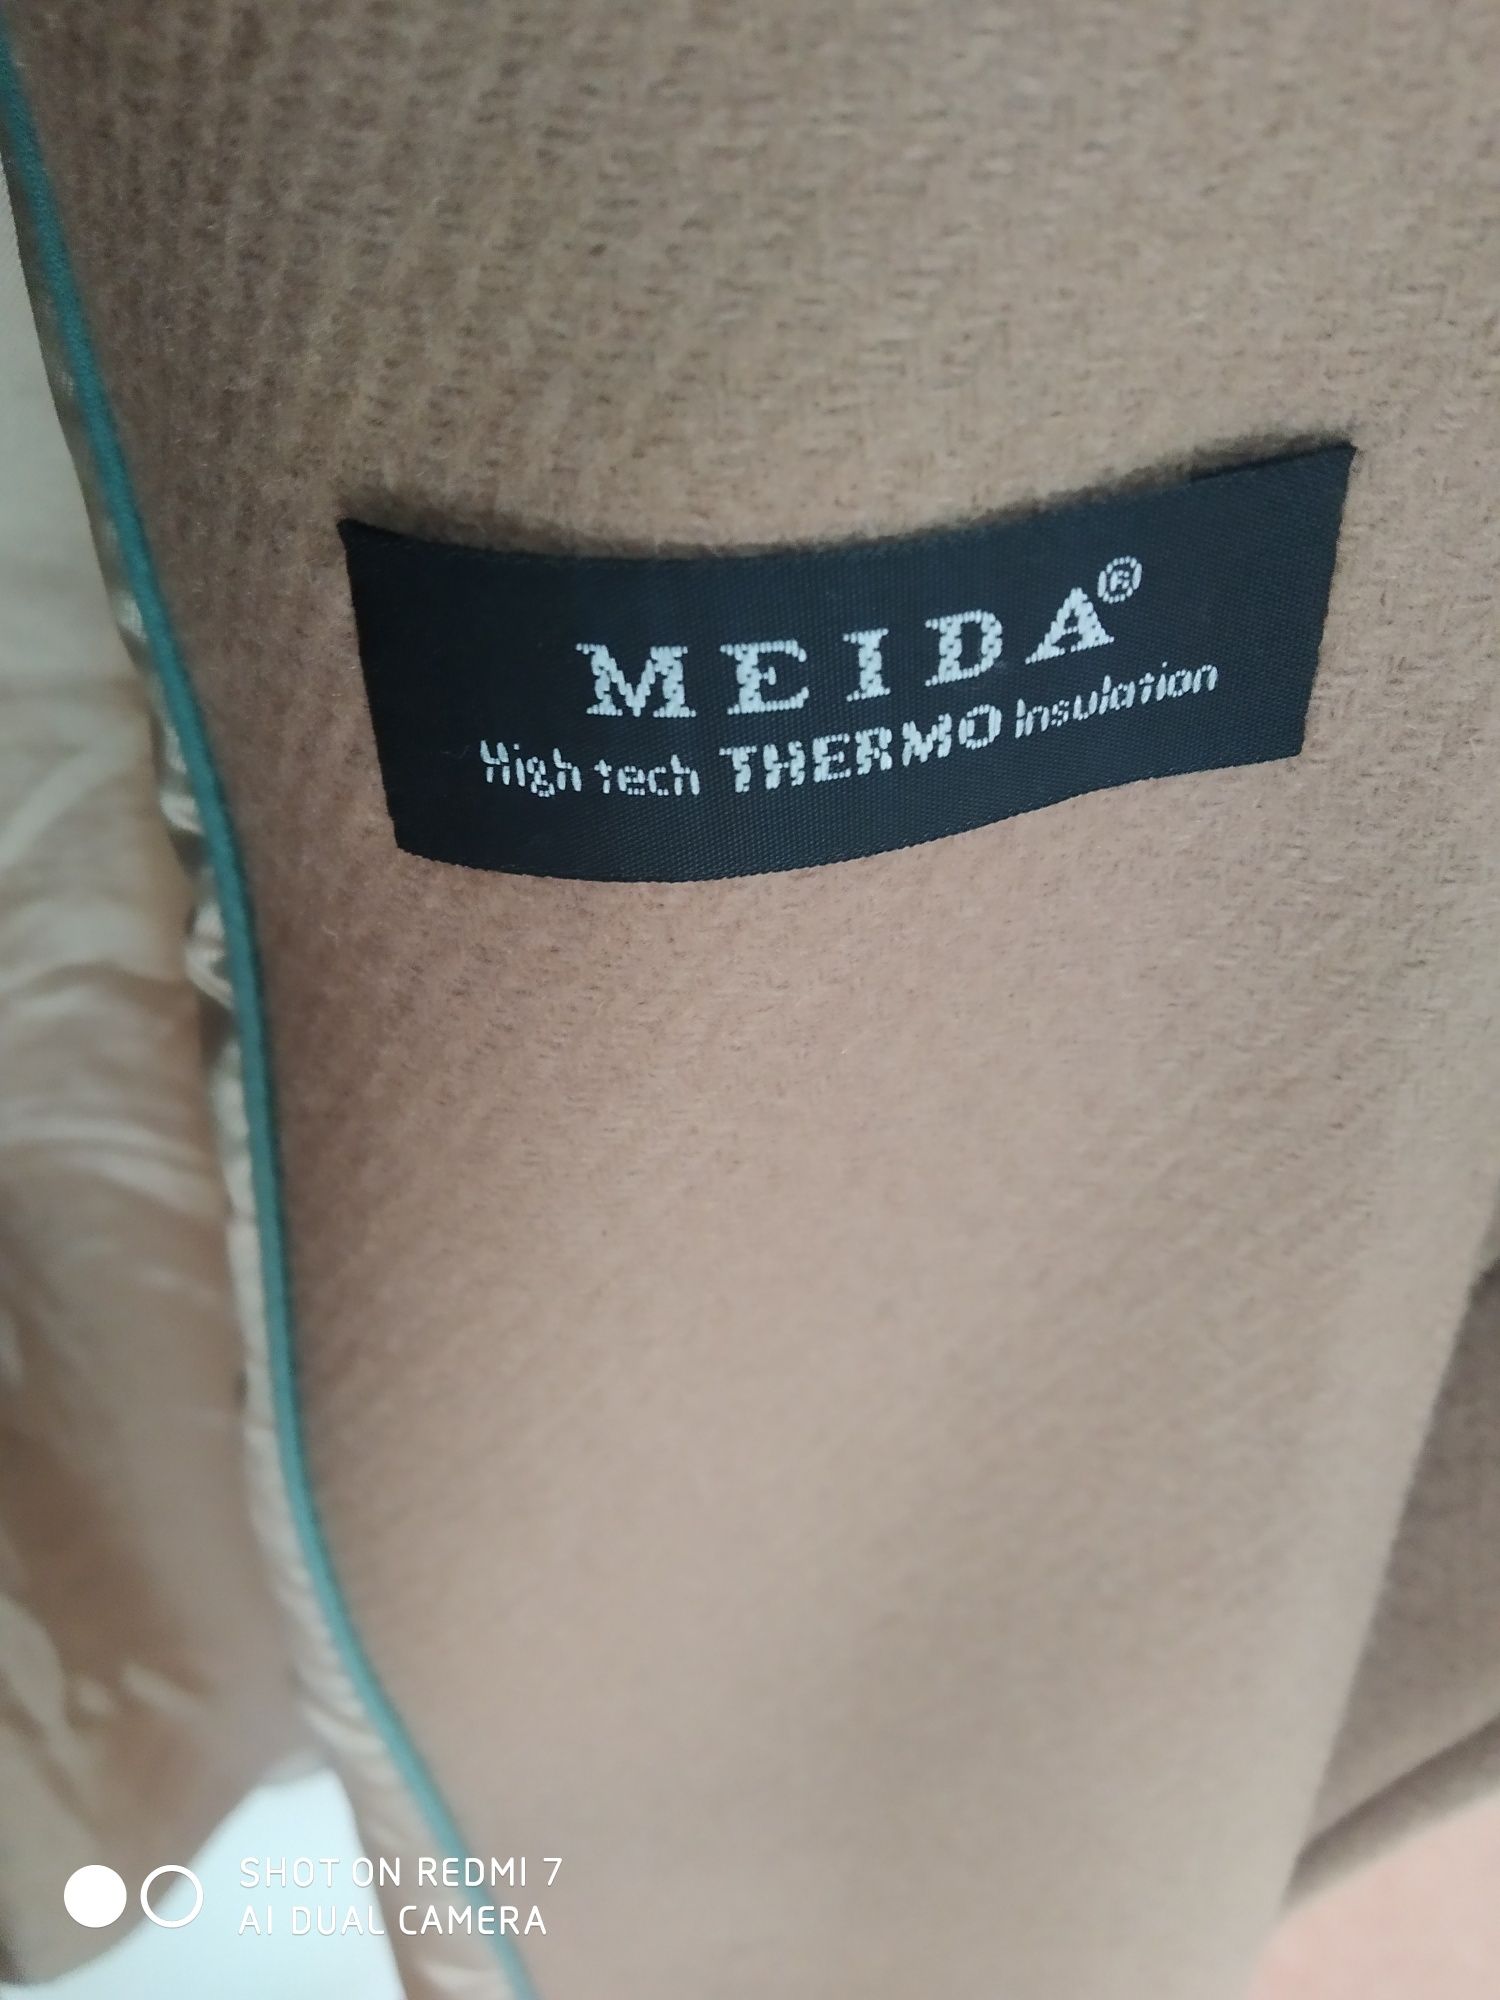 MEIDA®
High tech THERMO Insulation
SHOT ON REDMI 7
AI DUAL CAMERA